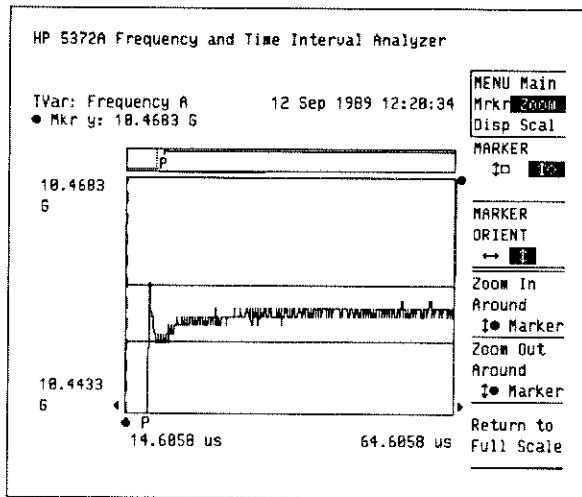 HP 5372A Frequency and Time Interval Analyzer
TVar: Frequency A 12 Sep 1989 12:20:34
● Mkr y: 10.4683 G
P
10.4683
G
10.4433
G
P
14.6058 us 64.6058 us
MENU Main
Mrkr Zoom
Disp Scal
MARKER
MARKER
ORIENT
↔ ↕
Zoom In
Around
↕● Marker
Zoom Out
Around
↕● Marker
Return to
Full Scale